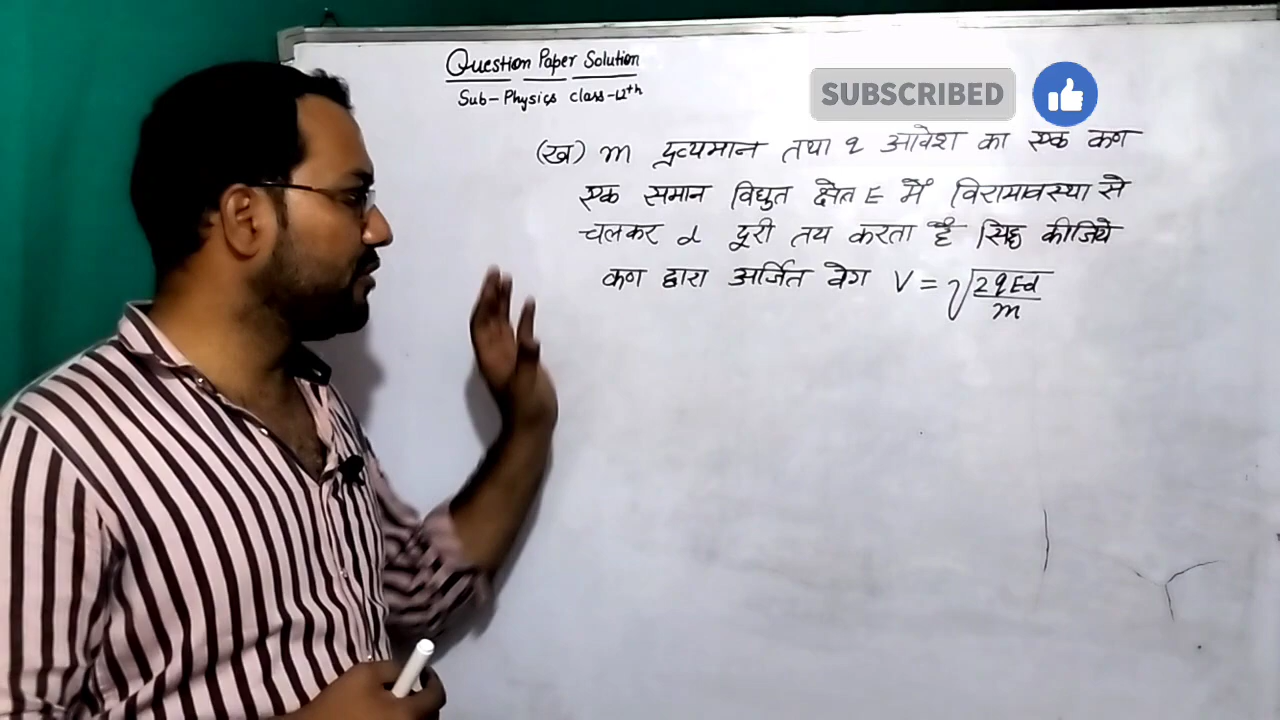 Question Paper Solution
Sub-Physics class-12th
SUBSCRIBED
(ख) m द्रव्यमान तथा q आवेश का एक कण
एक समान विद्युत क्षेत्र E में विरामावस्था से
चलकर d दूरी तय करता है सिद्ध कीजिये
कण द्वारा अर्जित वेग V = √(2qEd/m)